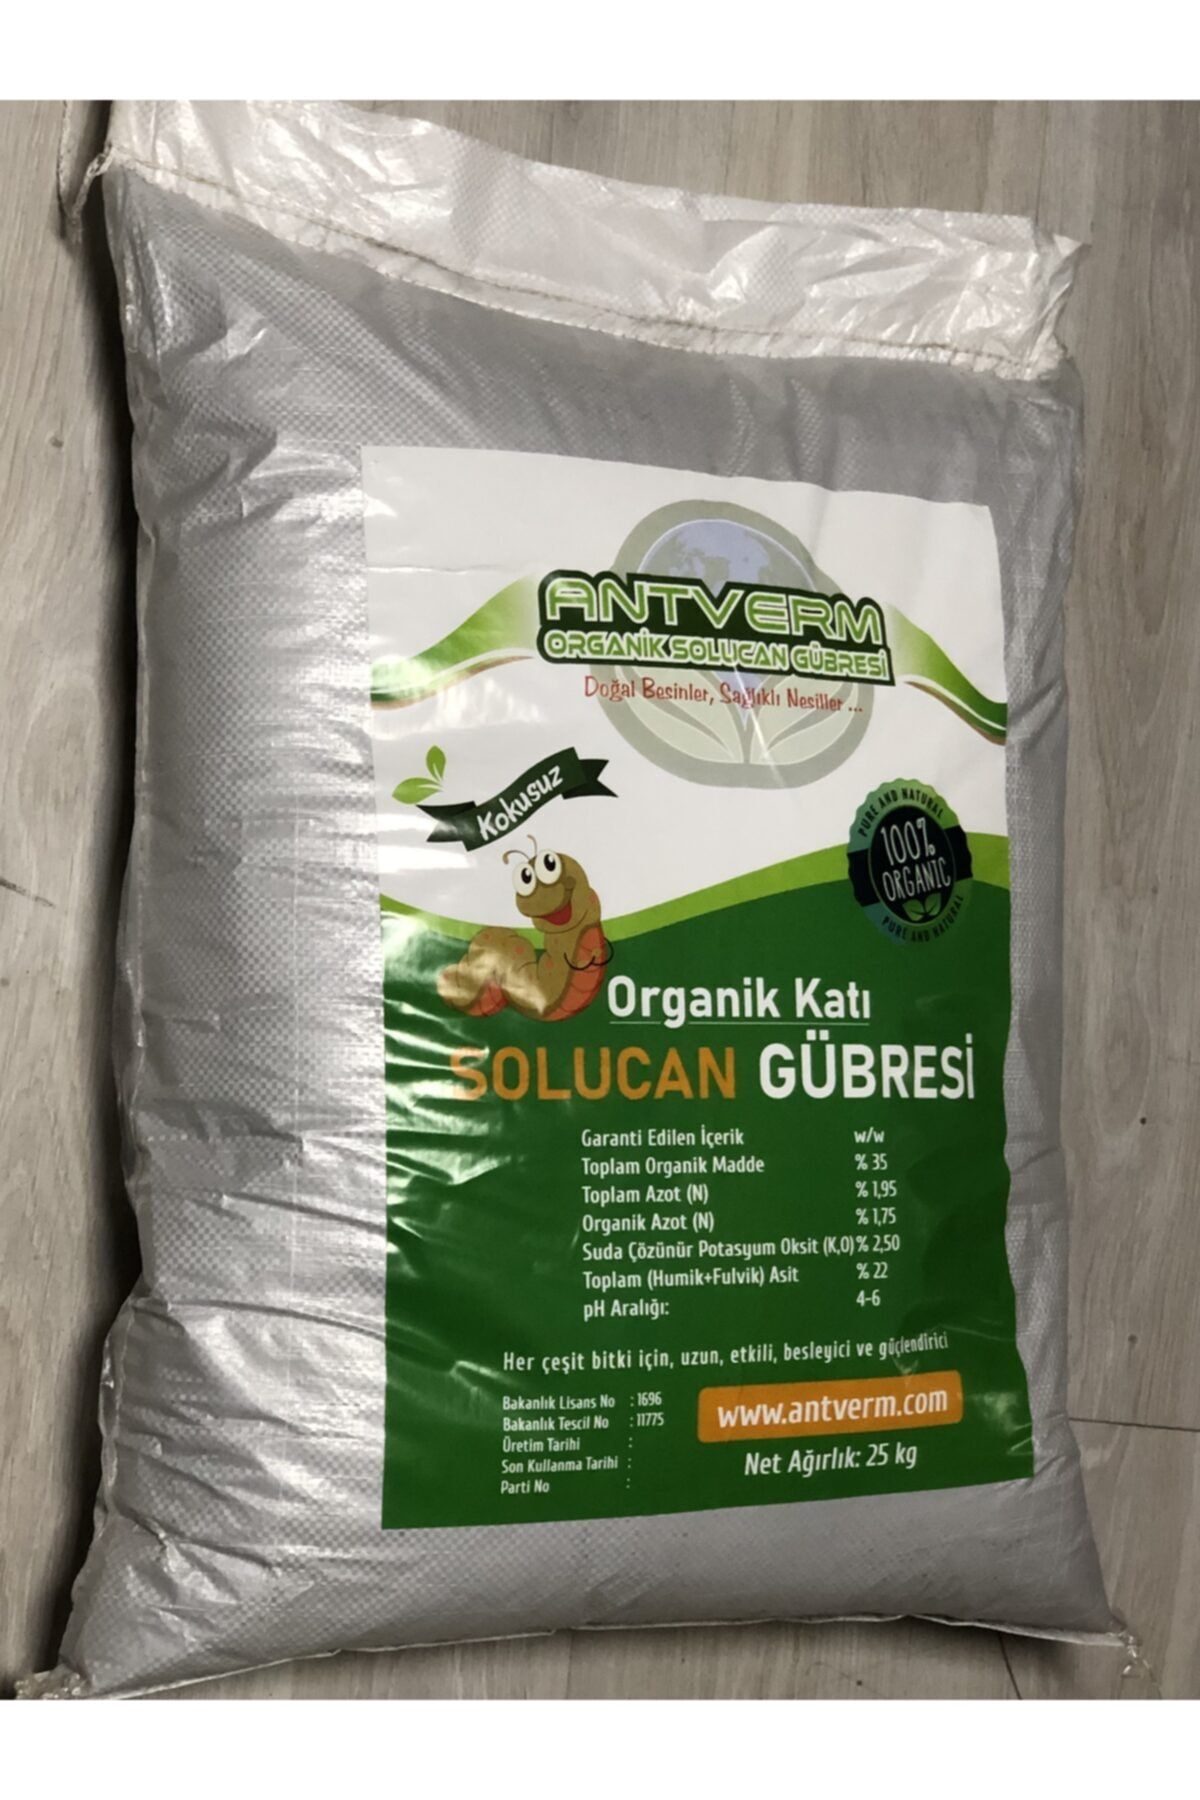 ANTVERM
ORGANİK SOLUCAN GÜBRESİ
Doğal Besinler, Sağlıklı Nesiller ...
Kokusuz
PURE AND NATURAL
100%
ORGANIC
PURE AND NATURAL
Organik Katı
SOLUCAN GÜBRESİ
Garanti Edilen İçerik w/w
Toplam Organik Madde % 35
Toplam Azot (N) % 1,95
Organik Azot (N) % 1,75
Suda Çözünür Potasyum Oksit (K,O) % 2,50
Toplam (Humik+Fulvik) Asit % 22
pH Aralığı: 4-6
Her çeşit bitki için, uzun, etkili, besleyici ve güçlendirici
Bakanlık Lisans No : 1696
Bakanlık Tescil No : 11775
Üretim Tarihi :
Son Kullanma Tarihi :
Parti No :
www.antverm.com
Net Ağırlık: 25 kg